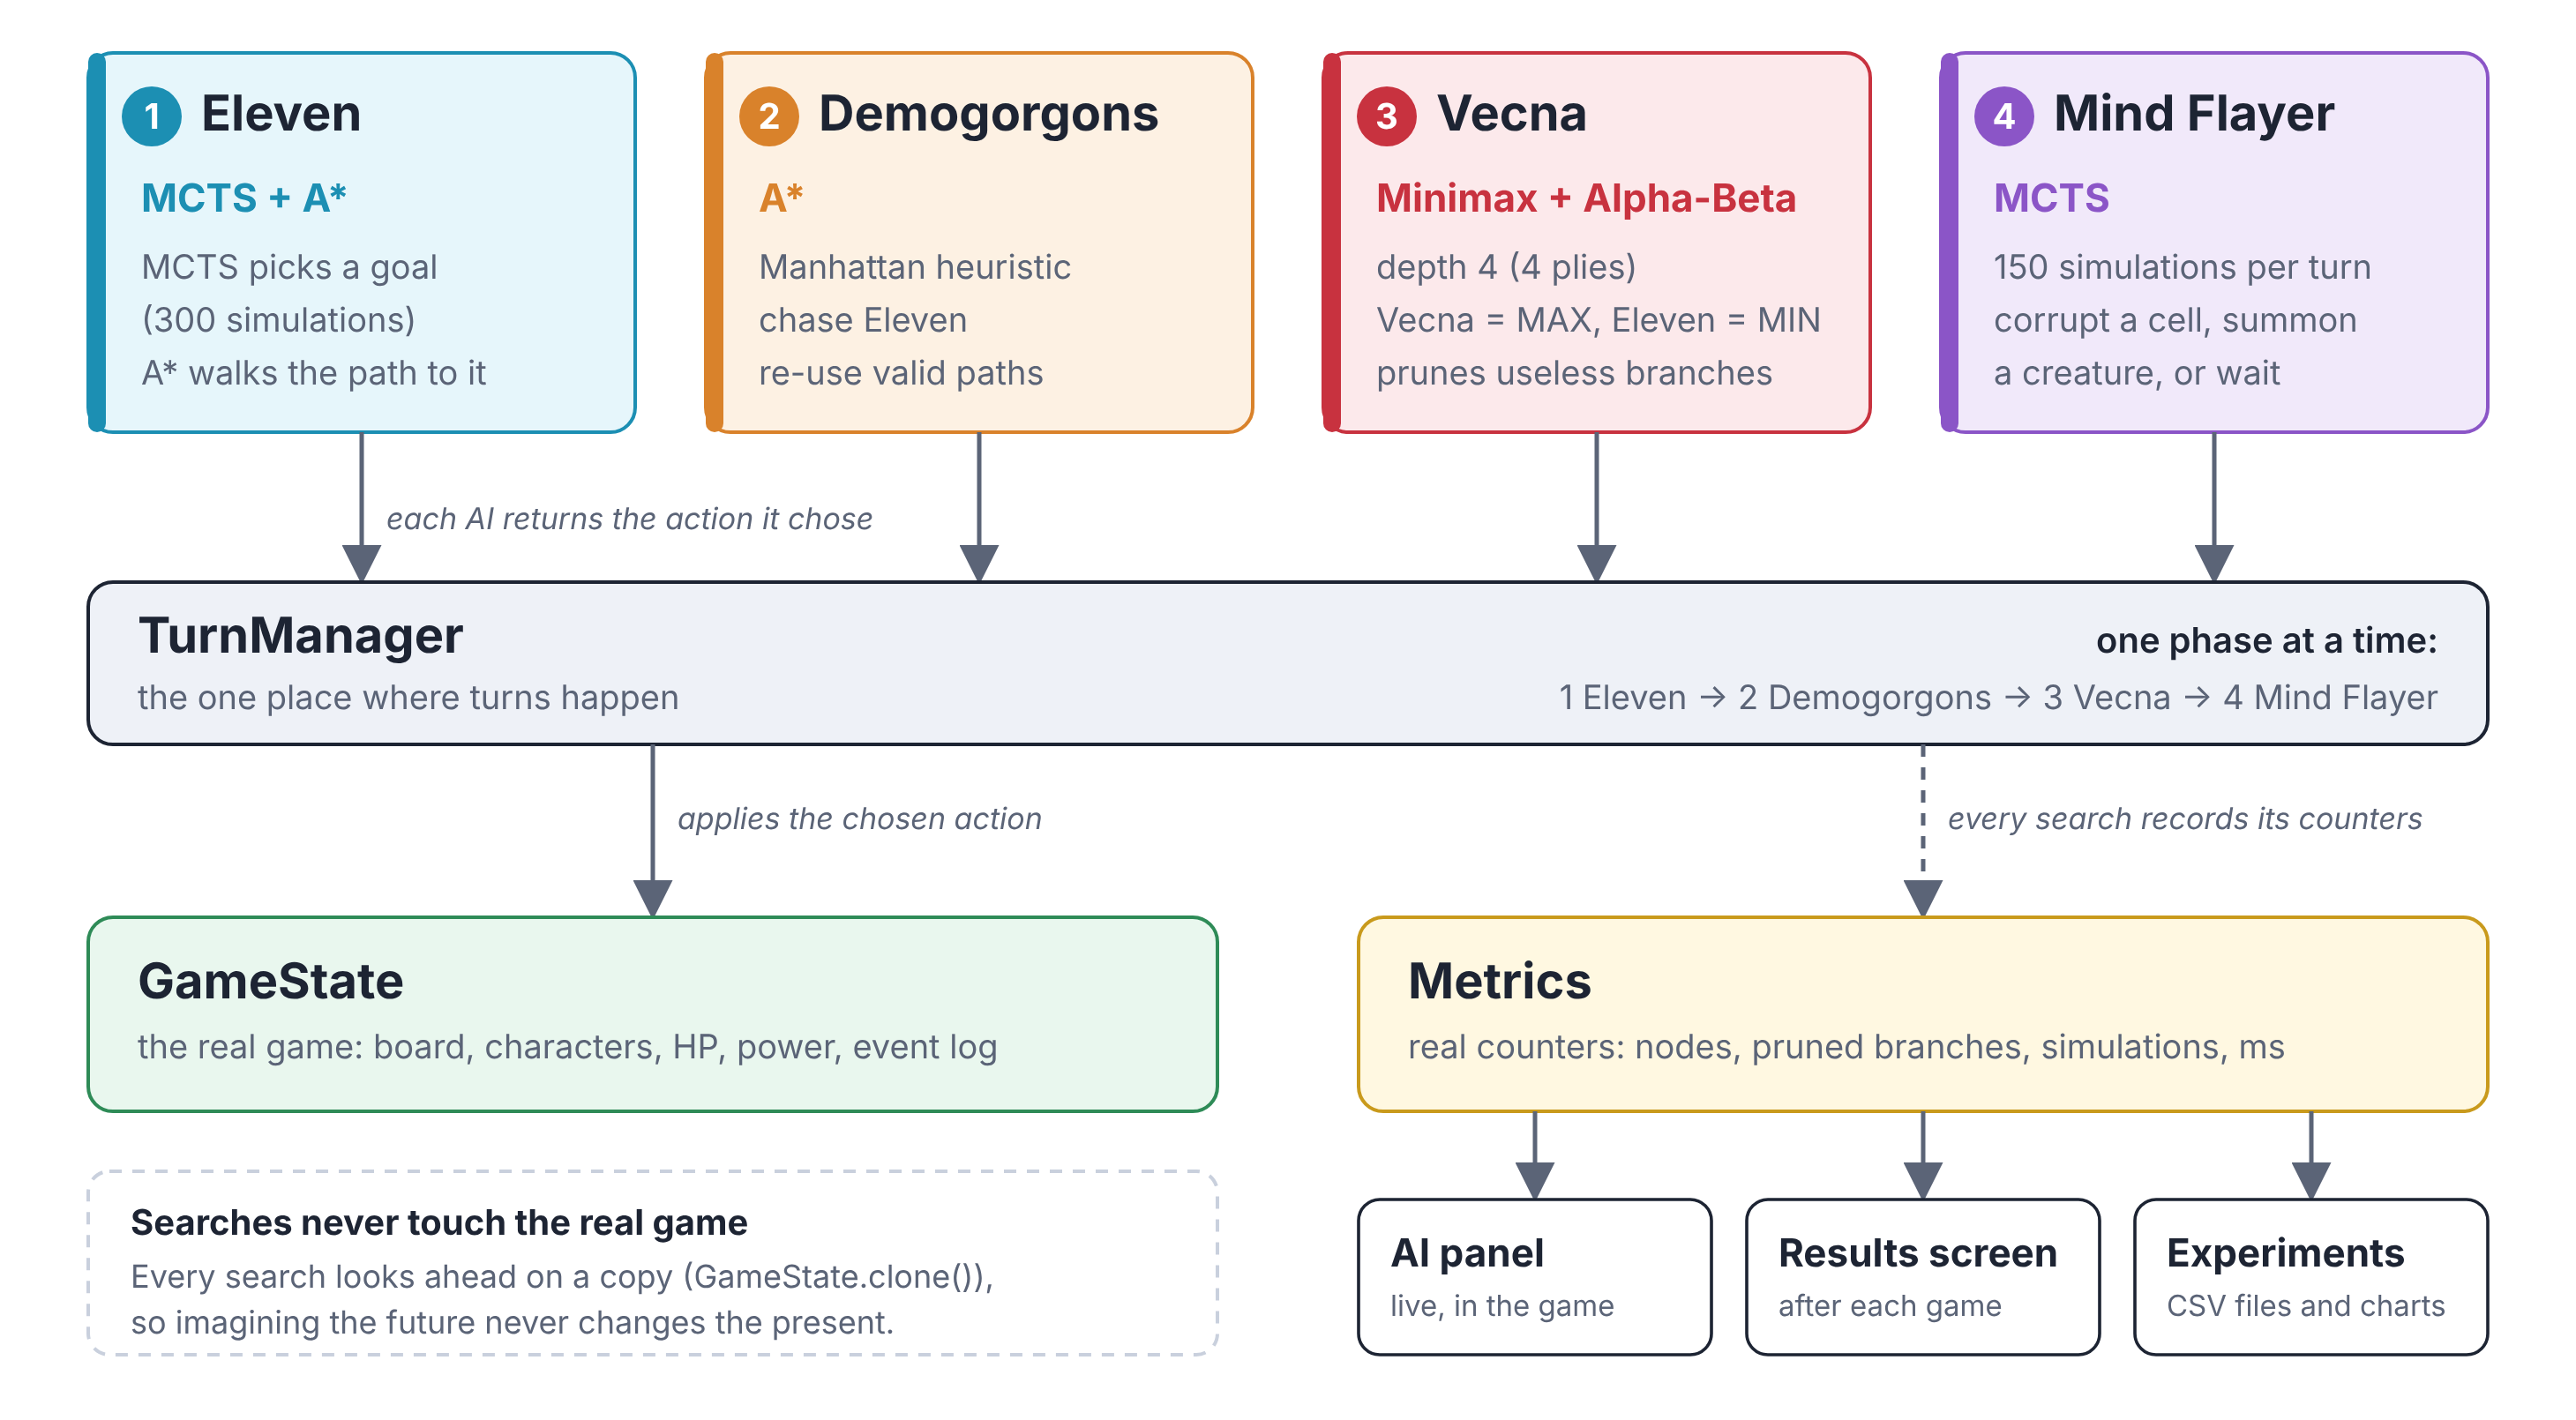 1 Eleven
MCTS + A*
MCTS picks a goal
(300 simulations)
A* walks the path to it
2 Demogorgons
A*
Manhattan heuristic
chase Eleven
re-use valid paths
3 Vecna
Minimax + Alpha-Beta
depth 4 (4 plies)
Vecna = MAX, Eleven = MIN
prunes useless branches
4 Mind Flayer
MCTS
150 simulations per turn
corrupt a cell, summon
a creature, or wait
each AI returns the action it chose
TurnManager
the one place where turns happen
one phase at a time:
1 Eleven → 2 Demogorgons → 3 Vecna → 4 Mind Flayer
applies the chosen action
every search records its counters
GameState
the real game: board, characters, HP, power, event log
Metrics
real counters: nodes, pruned branches, simulations, ms
Searches never touch the real game
Every search looks ahead on a copy (GameState.clone()),
so imagining the future never changes the present.
AI panel
live, in the game
Results screen
after each game
Experiments
CSV files and charts